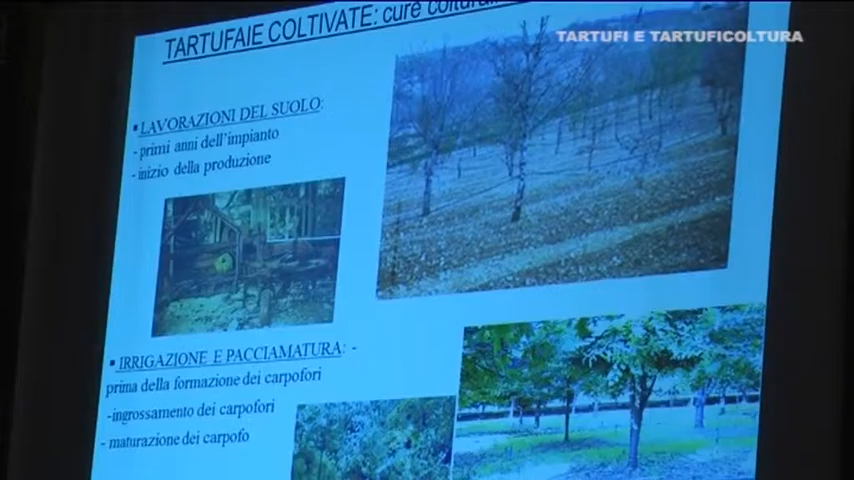 TARTUFAIE COLTIVATE: cure colturali
TARTUFI E TARTUFICOLTURA
▪ LAVORAZIONI DEL SUOLO:
- primi anni dell'impianto
- inizio della produzione
▪ IRRIGAZIONE E PACCIAMATURA: -
prima della formazione dei carpofori
-ingrossamento dei carpofori
- maturazione dei carpofo